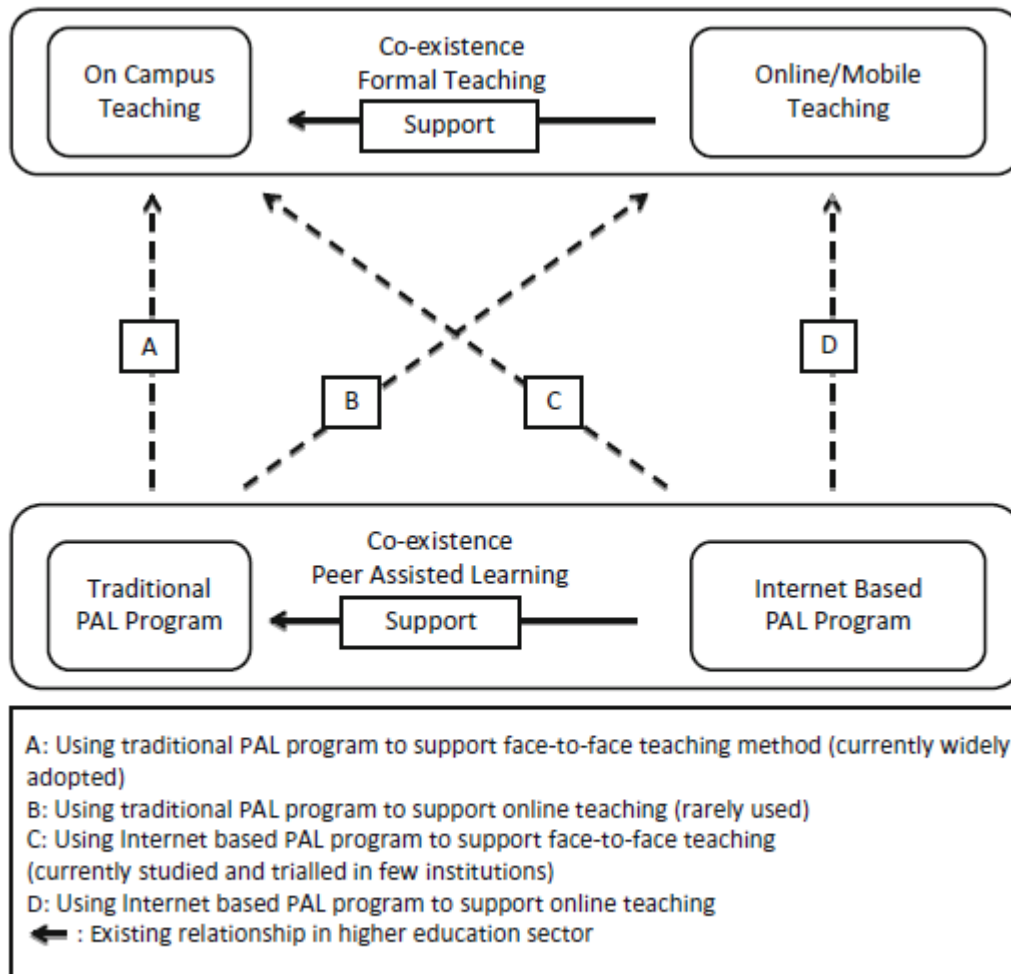 Co-existence
Formal Teaching
On Campus
Teaching
Support
Online/Mobile
Teaching
A
B
C
D
Co-existence
Peer Assisted Learning
Traditional
PAL Program
Support
Internet Based
PAL Program
A: Using traditional PAL program to support face-to-face teaching method (currently widely
adopted)
B: Using traditional PAL program to support online teaching (rarely used)
C: Using Internet based PAL program to support face-to-face teaching
(currently studied and trialled in few institutions)
D: Using Internet based PAL program to support online teaching
: Existing relationship in higher education sector